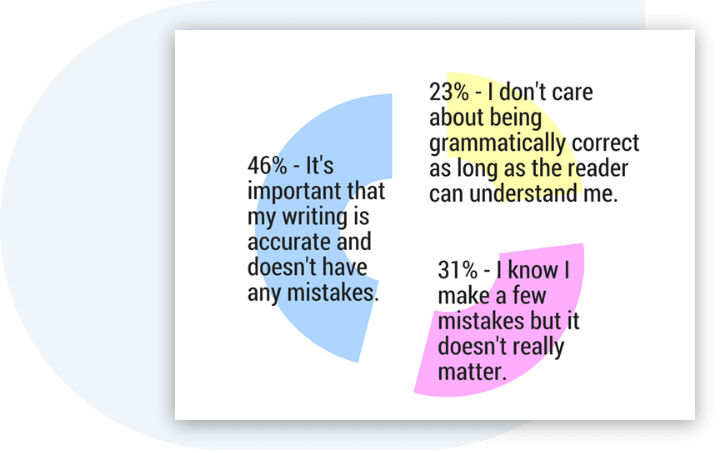 46% - It's
important that
my writing is
accurate and
doesn't have
any mistakes.
23% - I don't care
about being
grammatically correct
as long as the reader
can understand me.
31% - I know I
make a few
mistakes but it
doesn't really
matter.